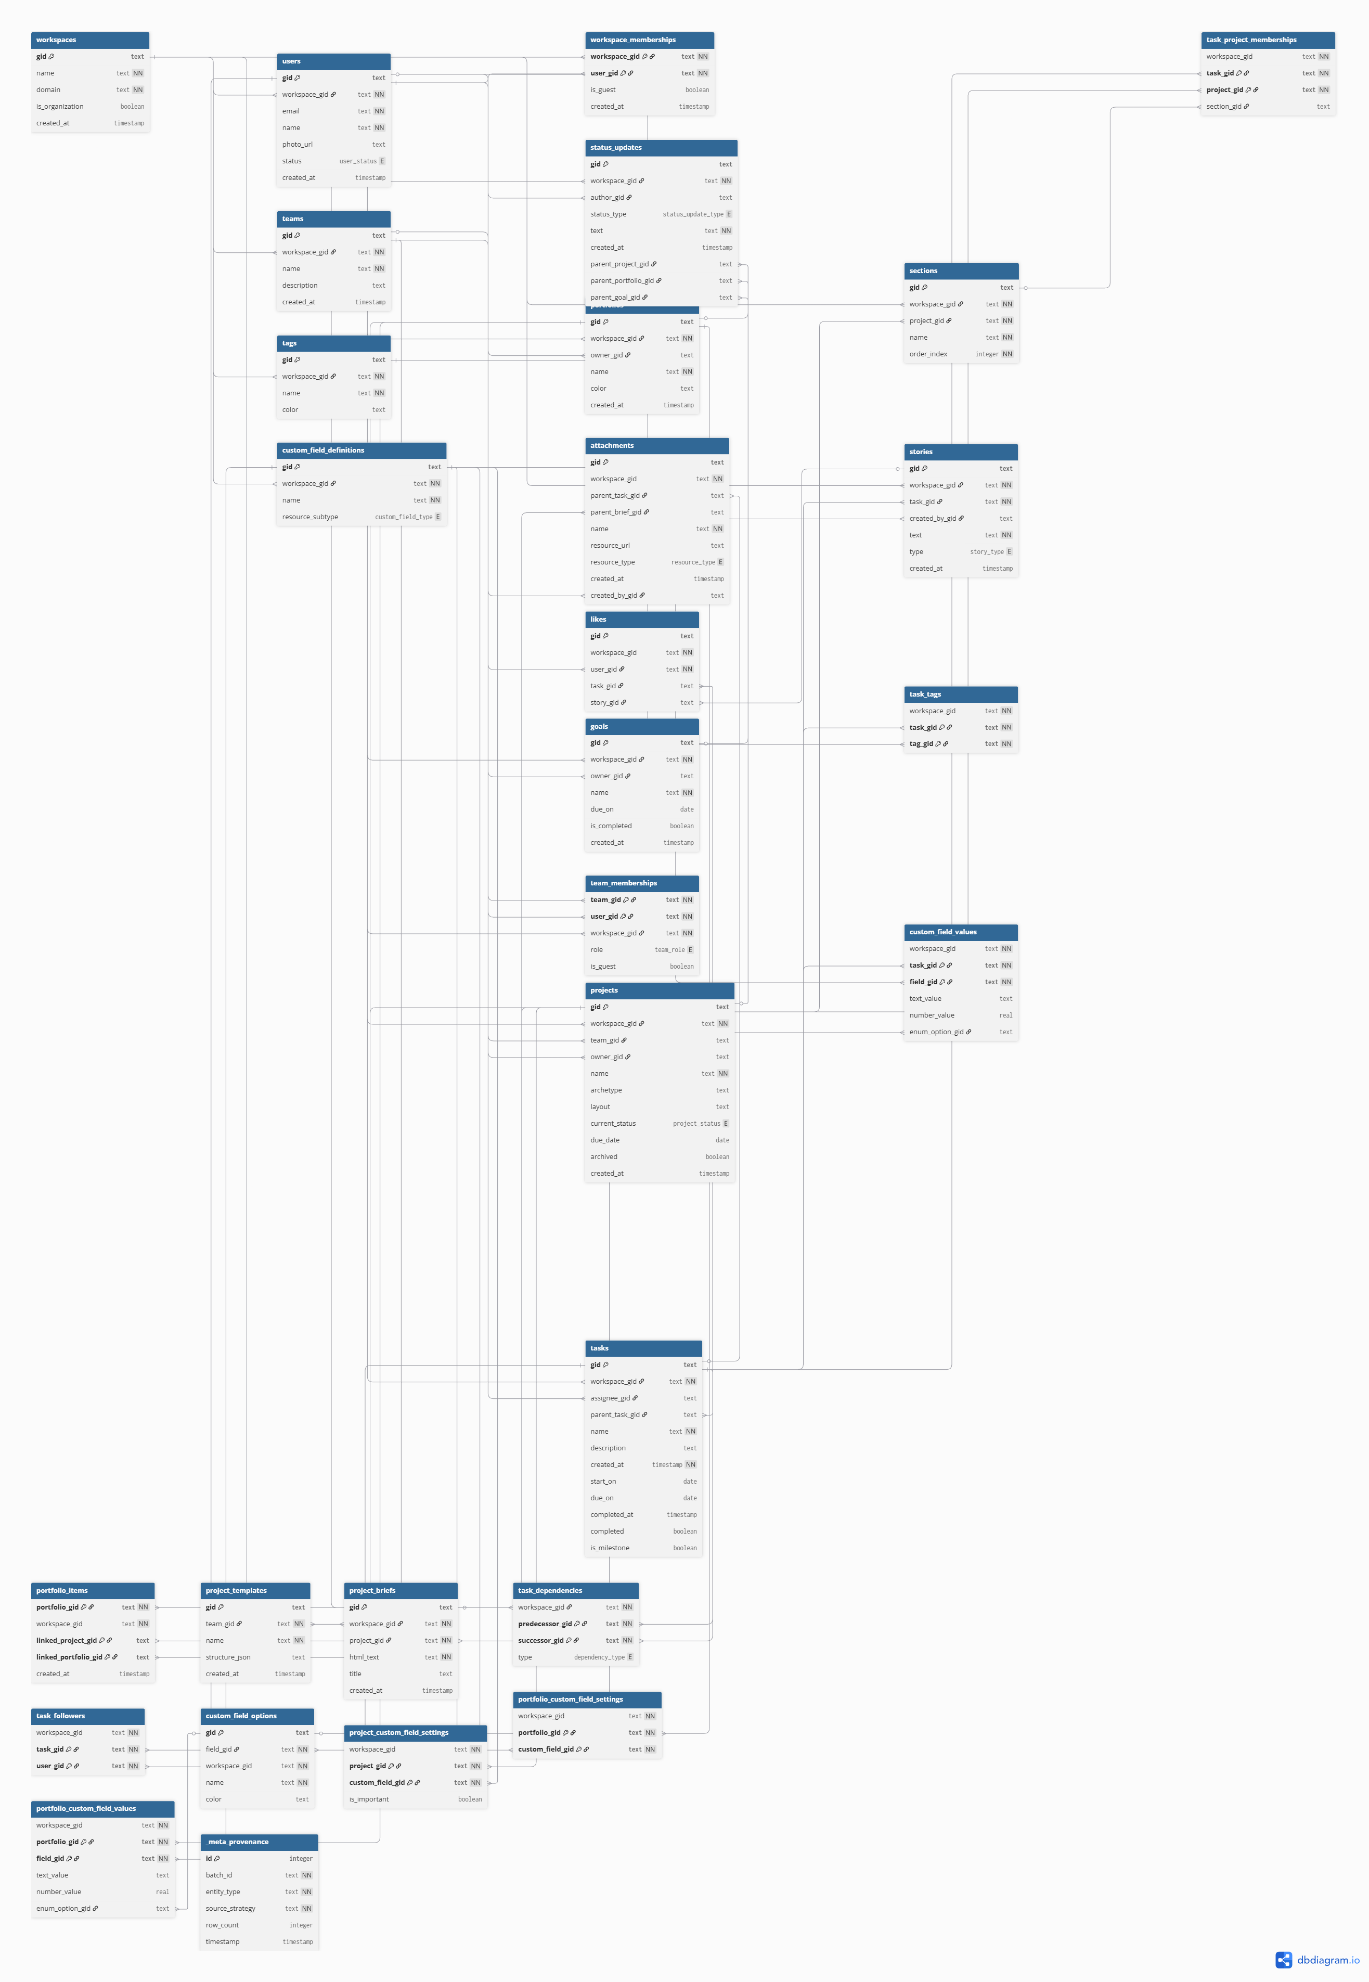 workspaces
gid text
name text NN
domain text NN
is_organization boolean
created_at timestamp
users
gid text
workspace_gid text NN
email text NN
name text NN
photo_url text
status user_status E
created_at timestamp
teams
gid text
workspace_gid text NN
name text NN
description text
created_at timestamp
tags
gid text
workspace_gid text NN
name text NN
color text
custom_field_definitions
gid text
workspace_gid text NN
name text NN
resource_subtype custom_field_type E
workspace_memberships
workspace_gid text NN
user_gid text NN
is_guest boolean
created_at timestamp
status_updates
gid text
workspace_gid text NN
author_gid text
status_type status_update_type E
text text NN
created_at timestamp
parent_project_gid text
parent_portfolio_gid text
parent_goal_gid text
gid text
workspace_gid text NN
owner_gid text
name text NN
color text
created_at timestamp
attachments
gid text
workspace_gid text NN
parent_task_gid text
parent_brief_gid text
name text NN
resource_url text
resource_type resource_type E
created_at timestamp
created_by_gid text
likes
gid text
workspace_gid text NN
user_gid text NN
task_gid text
story_gid text
goals
gid text
workspace_gid text NN
owner_gid text
name text NN
due_on date
is_completed boolean
created_at timestamp
team_memberships
team_gid text NN
user_gid text NN
workspace_gid text NN
role team_role E
is_guest boolean
projects
gid text
workspace_gid text NN
team_gid text
owner_gid text
name text NN
archetype text
layout text
current_status project_status E
due_date date
archived boolean
created_at timestamp
tasks
gid text
workspace_gid text NN
assignee_gid text
parent_task_gid text
name text NN
description text
created_at timestamp NN
start_on date
due_on date
completed_at timestamp
completed boolean
is_milestone boolean
task_project_memberships
workspace_gid text NN
task_gid text NN
project_gid text NN
section_gid text
sections
gid text
workspace_gid text NN
project_gid text NN
name text
order_index integer NN
stories
gid text
workspace_gid text NN
task_gid text NN
created_by_gid text
text text NN
type story_type E
created_at timestamp
task_tags
workspace_gid text NN
task_gid text NN
tag_gid text NN
custom_field_values
workspace_gid text NN
task_gid text NN
field_gid text NN
text_value text
number_value real
enum_option_gid text
portfolio_items
portfolio_gid text NN
workspace_gid text NN
linked_project_gid text
linked_portfolio_gid text
created_at timestamp
project_templates
gid text
team_gid text NN
name text NN
structure_json text
created_at timestamp
project_briefs
gid text
workspace_gid text NN
project_gid text NN
html_text text NN
title text
created_at timestamp
task_dependencies
workspace_gid text NN
predecessor_gid text NN
successor_gid text NN
type dependency_type E
portfolio_custom_field_settings
workspace_gid text NN
portfolio_gid text NN
custom_field_gid text NN
task_followers
workspace_gid text NN
task_gid text NN
user_gid text NN
custom_field_options
gid text
field_gid text NN
workspace_gid text NN
name text NN
color text
project_custom_field_settings
workspace_gid text NN
project_gid text NN
custom_field_gid text NN
is_important boolean
portfolio_custom_field_values
workspace_gid text NN
portfolio_gid text NN
field_gid text NN
text_value text
number_value real
enum_option_gid text
_meta_provenance
id integer
batch_id text NN
entity_type text NN
source_strategy text NN
row_count integer
timestamp timestamp
dbdiagram.io